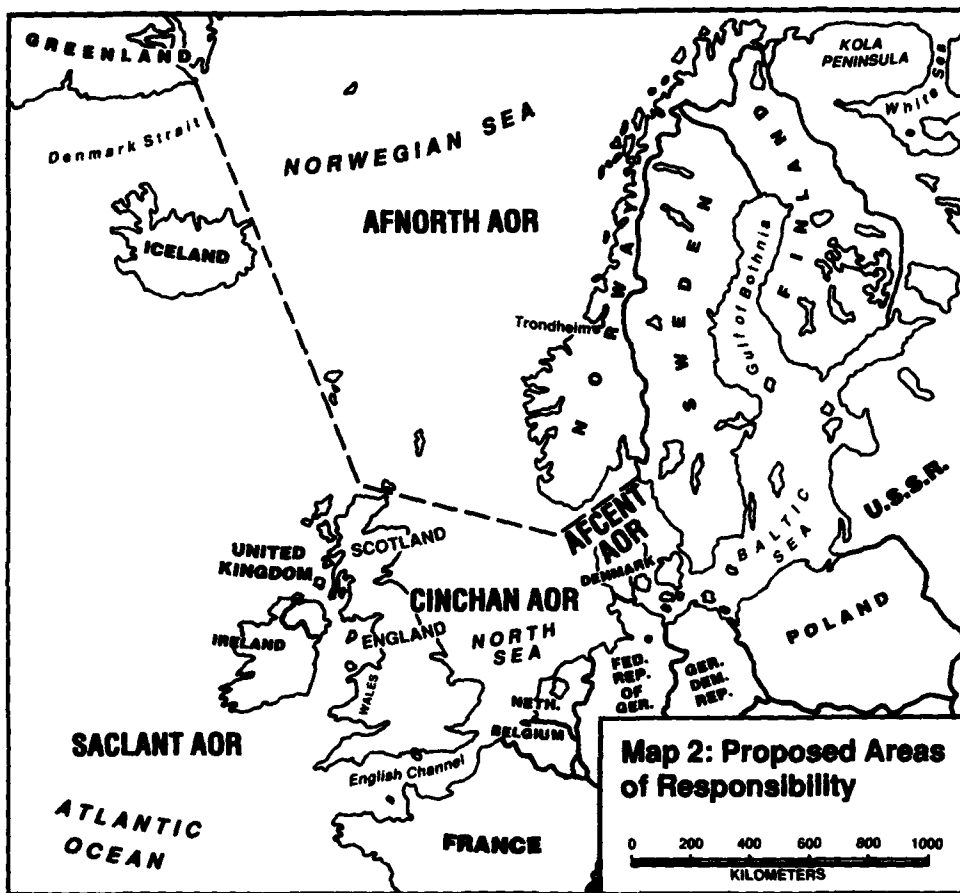 GREENLAND
KOLA
PENINSULA
White Sea
Denmark Strait
NORWEGIAN SEA
AFNORTH AOR
ICELAND
NORWAY
SWEDEN
FINLAND
Gulf of Bothnia
Trondheim
U.S.S.R.
AFCENT
AOR
BALTIC
SEA
DENMARK
SCOTLAND
UNITED
KINGDOM
CINCHAN AOR
NORTH
SEA
IRELAND
ENGLAND
WALES
POLAND
FED.
REP.
OF
GER.
GER.
DEM.
REP.
NETH.
BELGIUM
SACLANT AOR
English Channel
ATLANTIC
OCEAN
FRANCE
Map 2: Proposed Areas
of Responsibility
0 200 400 600 800 1000
KILOMETERS